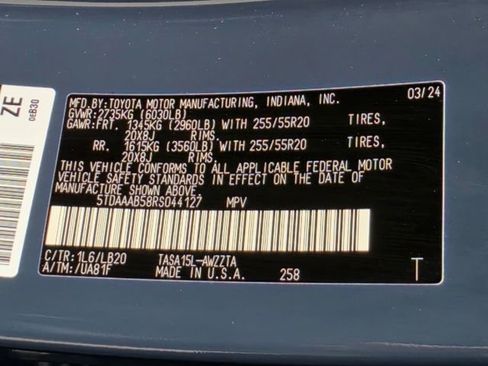 ZE
0EB30
MFD.BY:TOYOTA MOTOR MANUFACTURING, INDIANA, INC. 03/24
GVWR:2735KG (6030LB)
GAWR:FRT. 1345KG (2960LB) WITH 255/55R20 TIRES,
20X8J RIMS.
RR. 1615KG (3560LB) WITH 255/55R20 TIRES,
20X8J RIMS.
THIS VEHICLE CONFORMS TO ALL APPLICABLE FEDERAL MOTOR
VEHICLE SAFETY STANDARDS IN EFFECT ON THE DATE OF
MANUFACTURE SHOWN ABOVE.
5TDAAAB58RS044127 MPV
C/TR:1L6/LB20 TASA15L-AWZZTA
A/TM:/UA81F MADE IN U.S.A. 258 T